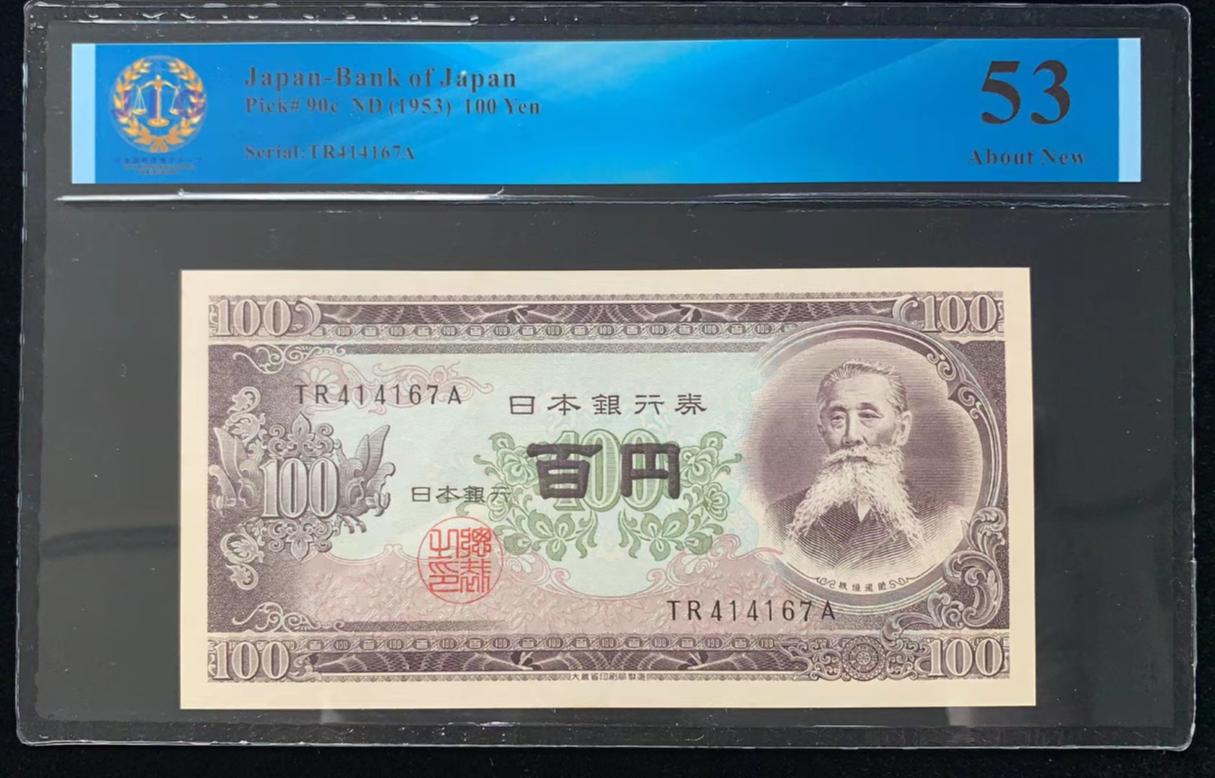 Japan-Bank of Japan
Pick# 90c ND (1953) 100 Yen
Serial:TR414167A
53
About New
100
100
TR414167A
日本銀行券
100
百円
100
日本銀行
TR414167A
100
100